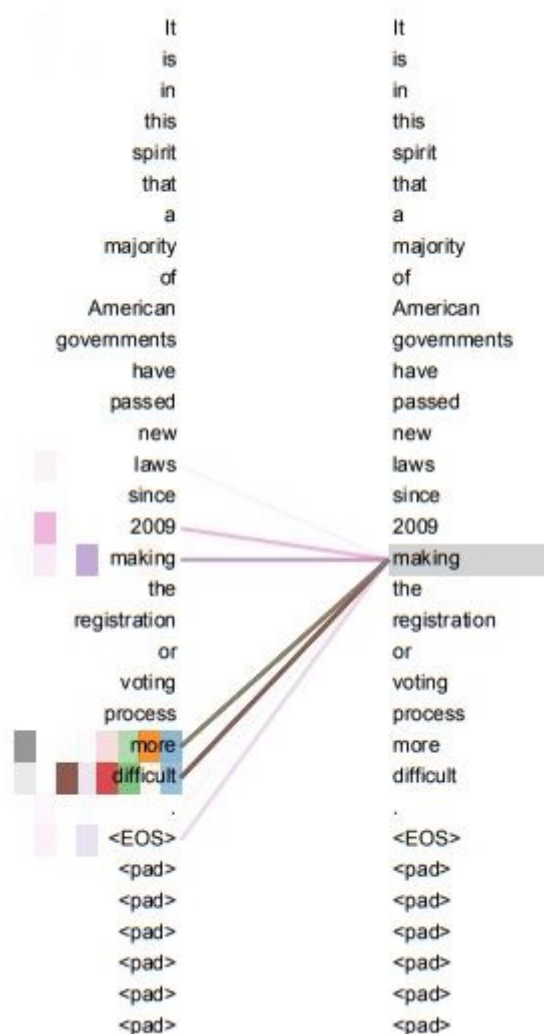 It It
is is
in in
this this
spirit spirit
that that
a a
majority majority
of of
American American
governments governments
have have
passed passed
new new
laws laws
since since
2009 2009
making making
the the
registration registration
or or
voting voting
process process
more more
difficult difficult
. .
<EOS> <EOS>
<pad> <pad>
<pad> <pad>
<pad> <pad>
<pad> <pad>
<pad> <pad>
<pad> <pad>